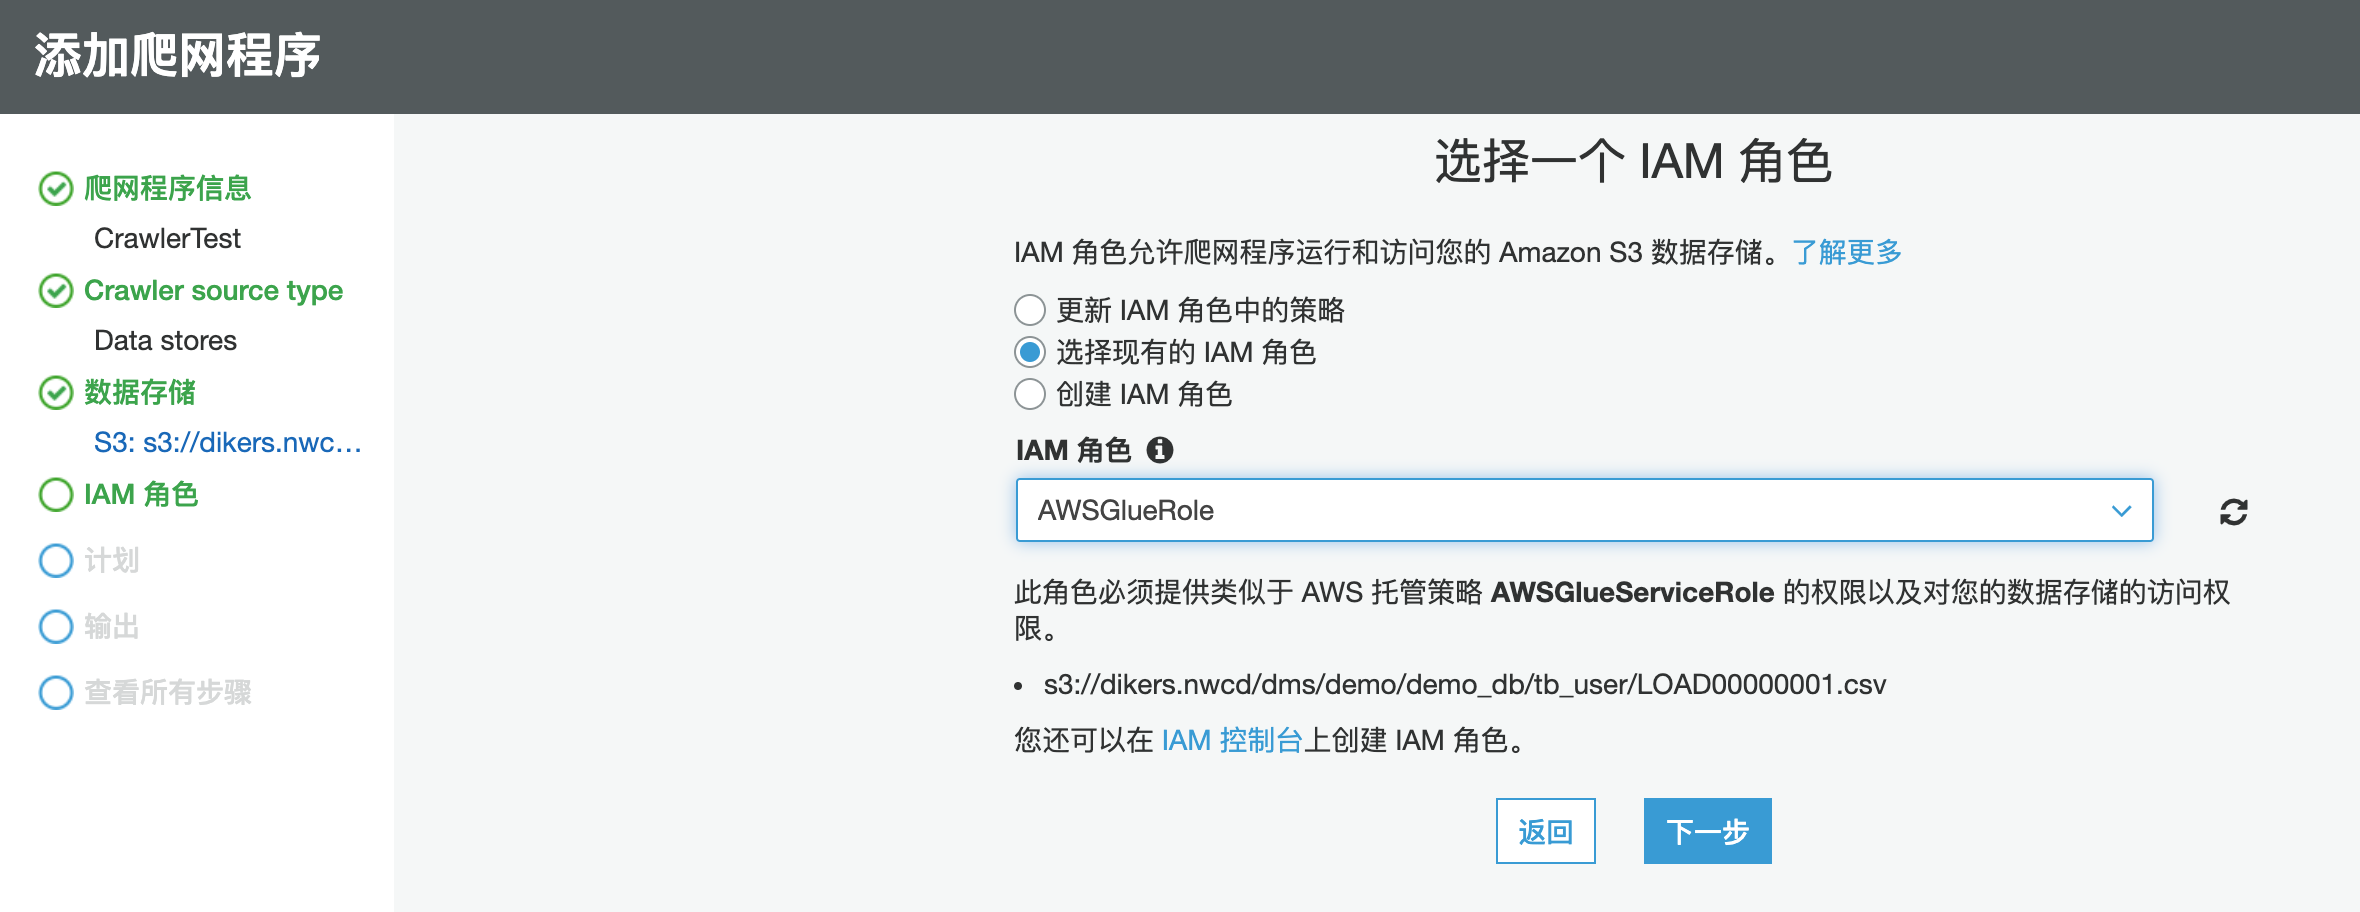 添加爬网程序
爬网程序信息
CrawlerTest
Crawler source type
Data stores
数据存储
S3: s3://dikers.nwc...
IAM 角色
计划
输出
查看所有步骤
选择一个 IAM 角色
IAM 角色允许爬网程序运行和访问您的 Amazon S3 数据存储。了解更多
更新 IAM 角色中的策略
选择现有的 IAM 角色
创建 IAM 角色
IAM 角色
AWSGlueRole
此角色必须提供类似于 AWS 托管策略 AWSGlueServiceRole 的权限以及对您的数据存储的访问权
限。
• s3://dikers.nwcd/dms/demo/demo_db/tb_user/LOAD00000001.csv
您还可以在 IAM 控制台上创建 IAM 角色。
返回
下一步